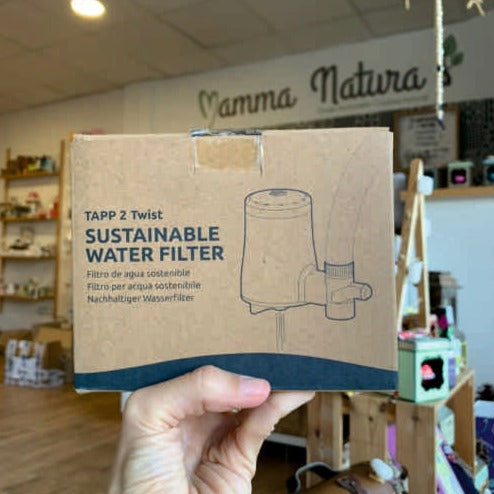 Mamma Natura
TAPP 2 Twist
SUSTAINABLE
WATER FILTER
Filtro de agua sostenible
Filtro per acqua sostenibile
Nachhaltiger Wasserfilter